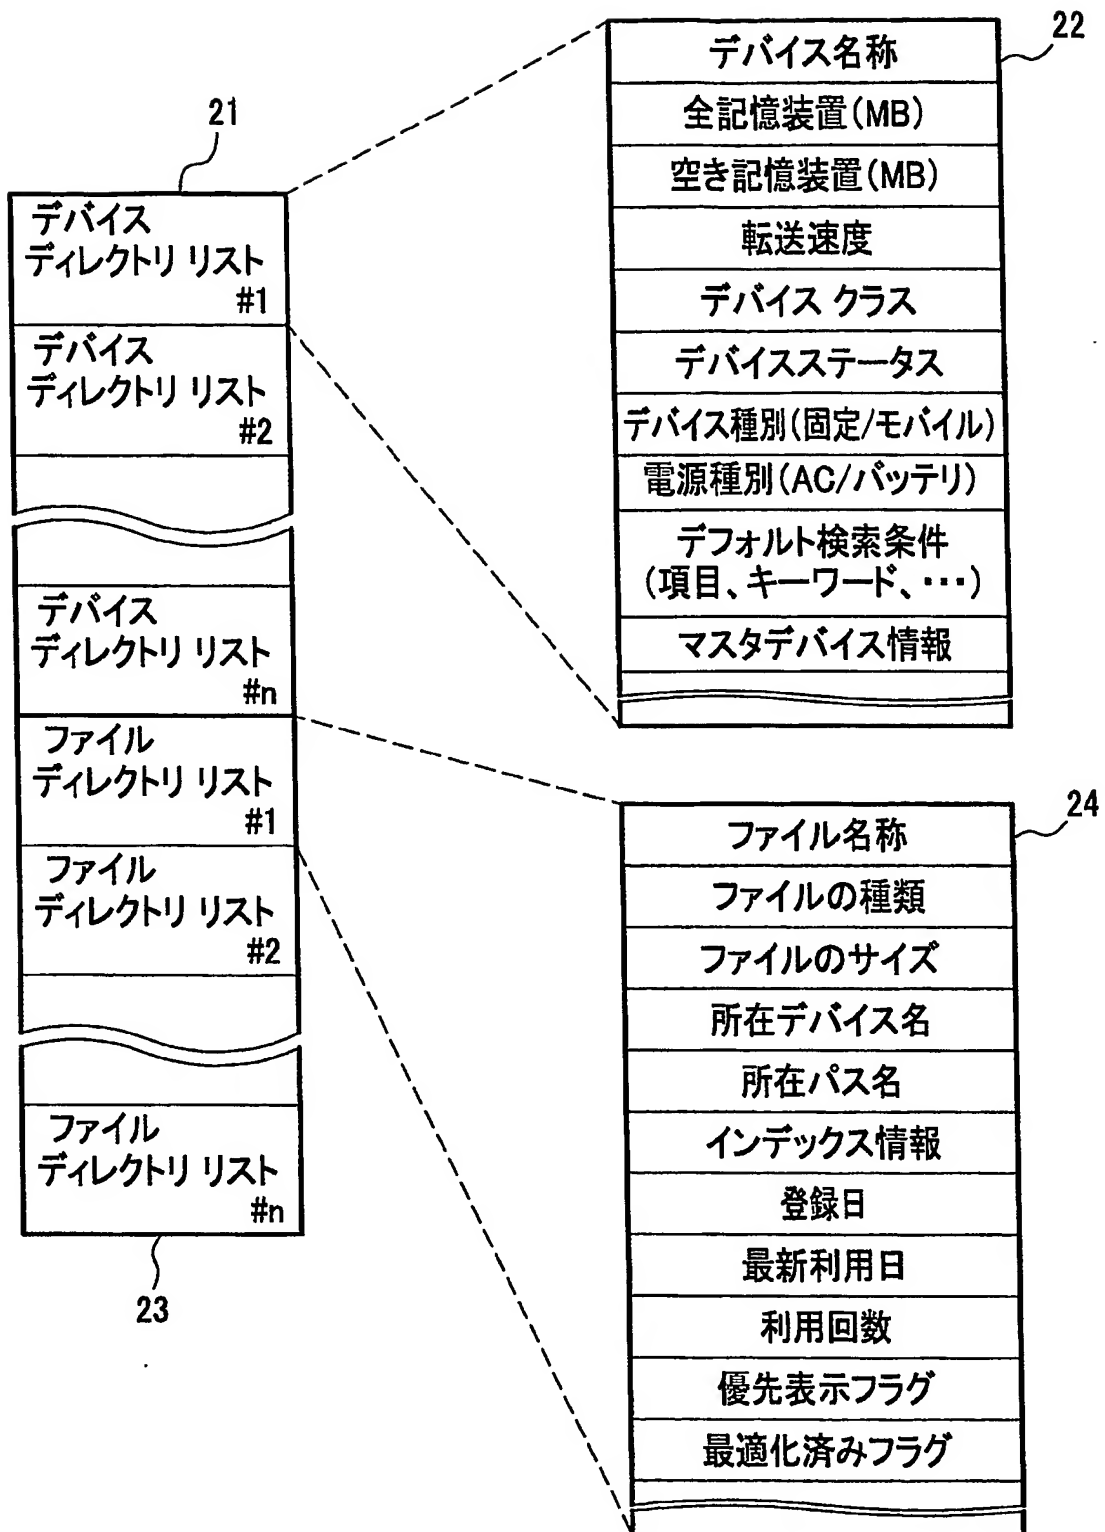 21
デバイス
ディレクトリ リスト
#1
デバイス
ディレクトリ リスト
#2
デバイス
ディレクトリ リスト
#n
ファイル
ディレクトリ リスト
#1
ファイル
ディレクトリ リスト
#2
ファイル
ディレクトリ リスト
#n
23
22
デバイス名称
全記憶装置(MB)
空き記憶装置(MB)
転送速度
デバイス クラス
デバイスステータス
デバイス種別(固定/モバイル)
電源種別(AC/バッテリ)
デフォルト検索条件
(項目、キーワード、･･･)
マスタデバイス情報
24
ファイル名称
ファイルの種類
ファイルのサイズ
所在デバイス名
所在パス名
インデックス情報
登録日
最新利用日
利用回数
優先表示フラグ
最適化済みフラグ